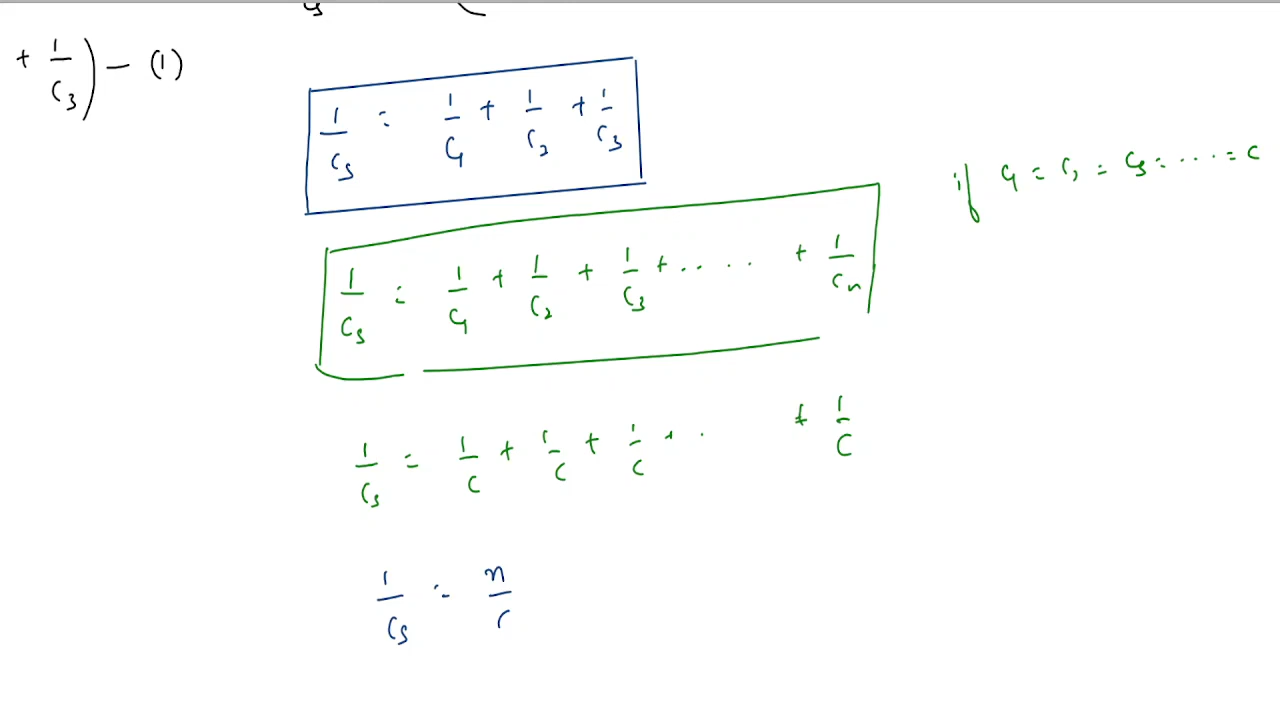 + 1/C3) - (1)
1/Cs = 1/C1 + 1/C2 + 1/C3
if C1 = C2 = C3 = ..... = C
1/Cs = 1/C1 + 1/C2 + 1/C3 + ..... + 1/Cn
1/Cs = 1/C + 1/C + 1/C + .. + 1/C
1/Cs = n/C